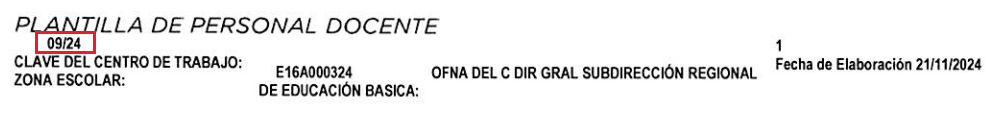 PLANTILLA DE PERSONAL DOCENTE
09/24
1
CLAVE DEL CENTRO DE TRABAJO: E16A000324 OFNA DEL C DIR GRAL SUBDIRECCIÓN REGIONAL Fecha de Elaboración 21/11/2024
ZONA ESCOLAR: DE EDUCACIÓN BASICA: